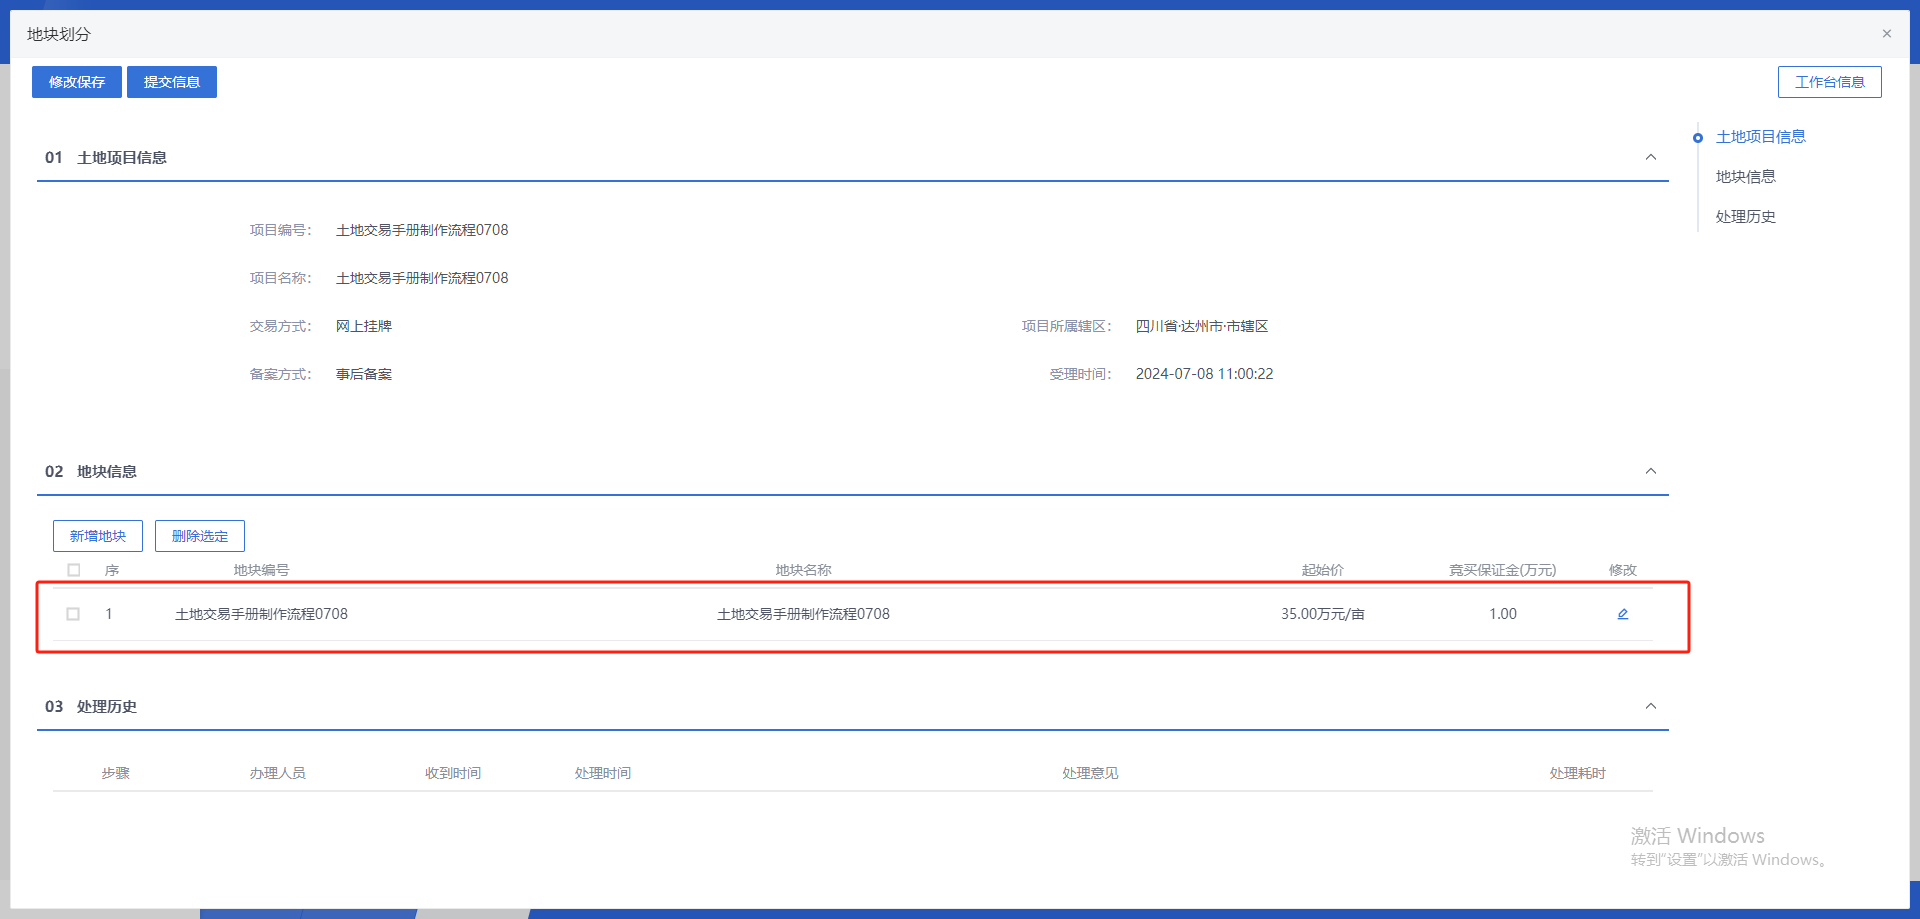 地块划分
修改保存 提交信息 工作台信息
土地项目信息
地块信息
处理历史
01 土地项目信息
项目编号： 土地交易手册制作流程0708
项目名称： 土地交易手册制作流程0708
交易方式： 网上挂牌 项目所属辖区： 四川省·达州市·市辖区
备案方式： 事后备案 受理时间： 2024-07-08 11:00:22
02 地块信息
新增地块 删除选定
序 地块编号 地块名称 起始价 竞买保证金(万元) 修改
1 土地交易手册制作流程0708 土地交易手册制作流程0708 35.00万元/亩 1.00
03 处理历史
步骤 办理人员 收到时间 处理时间 处理意见 处理耗时
激活 Windows
转到“设置”以激活 Windows。